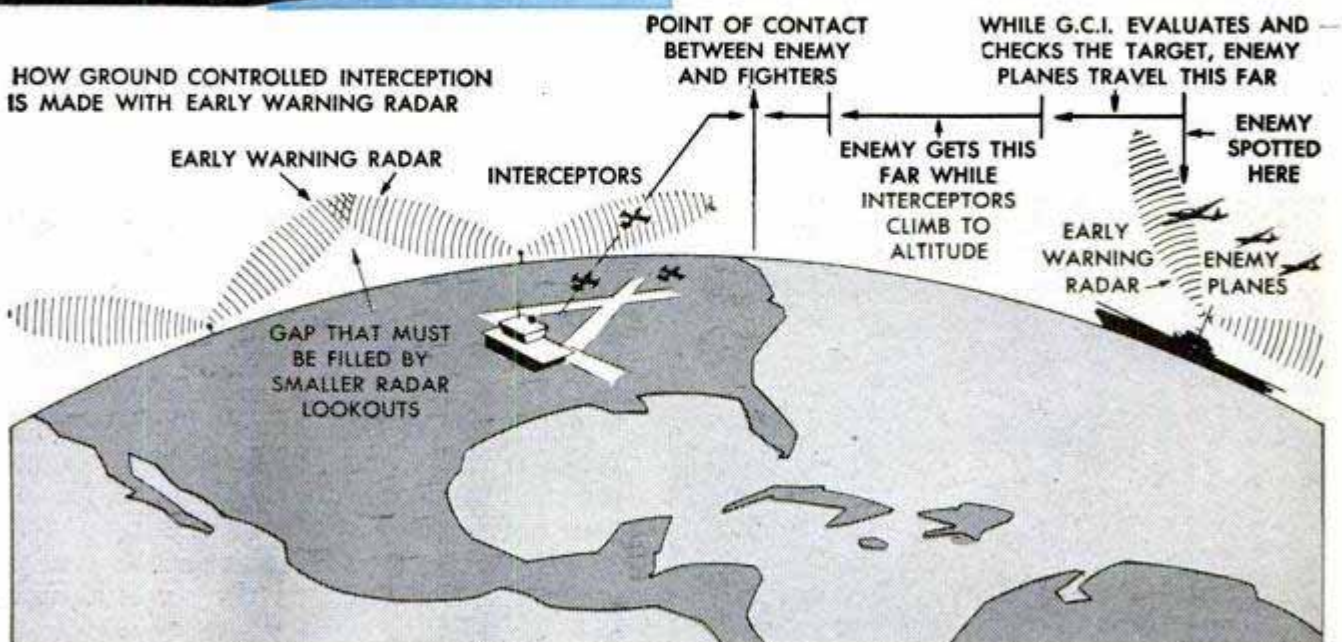 HOW GROUND CONTROLLED INTERCEPTION
IS MADE WITH EARLY WARNING RADAR
EARLY WARNING RADAR
INTERCEPTORS
POINT OF CONTACT
BETWEEN ENEMY
AND FIGHTERS
WHILE G.C.I. EVALUATES AND
CHECKS THE TARGET, ENEMY
PLANES TRAVEL THIS FAR
ENEMY GETS THIS
FAR WHILE
INTERCEPTORS
CLIMB TO
ALTITUDE
ENEMY
SPOTTED
HERE
EARLY
WARNING
RADAR
ENEMY
PLANES
GAP THAT MUST
BE FILLED BY
SMALLER RADAR
LOOKOUTS